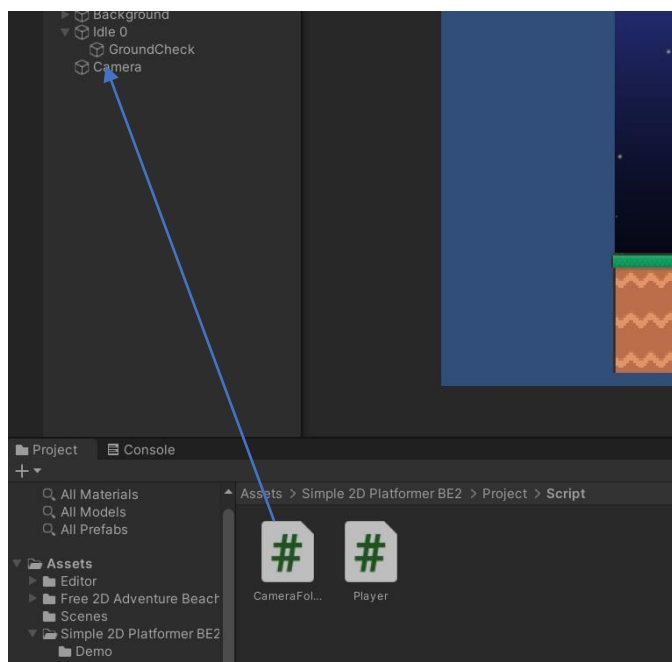 Background
Idle 0
GroundCheck
Camera
Project Console
All Materials
All Models
All Prefabs
Assets > Simple 2D Platformer BE2 > Project > Script
Assets
Editor
Free 2D Adventure Beach
Scenes
Simple 2D Platformer BE2
Demo
CameraFol... Player